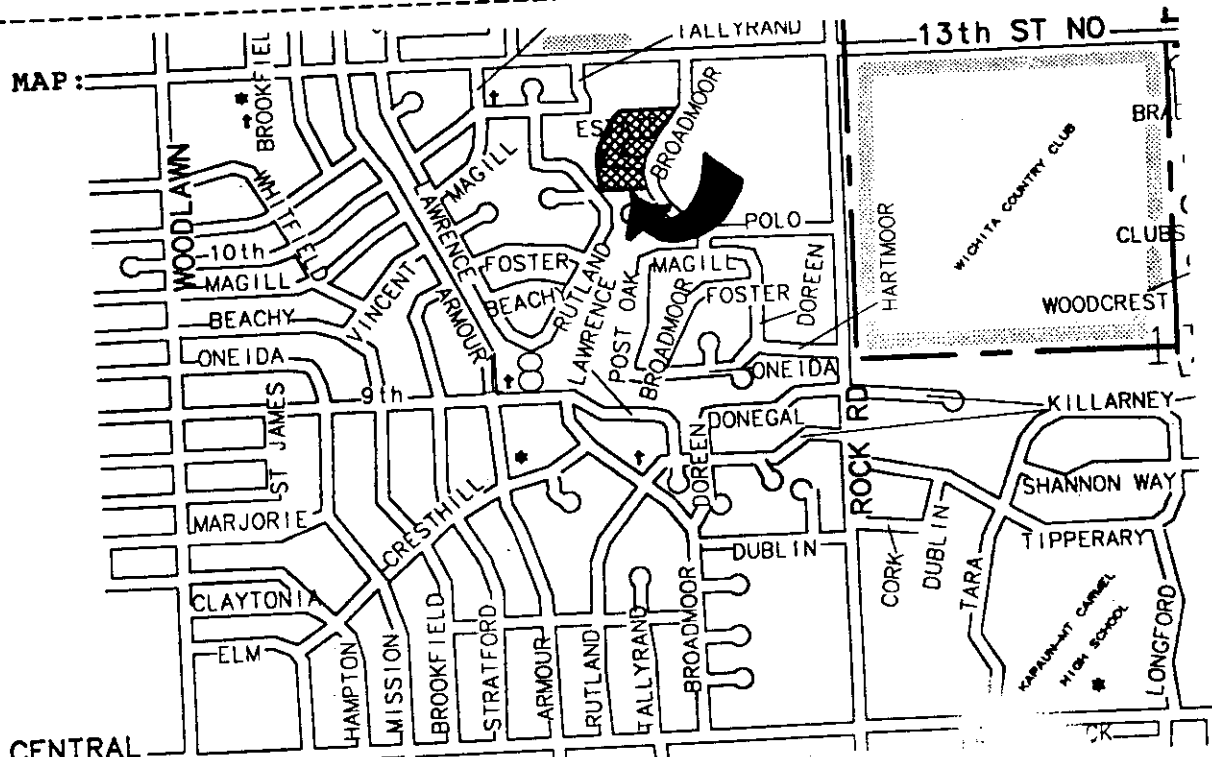 TALLYRAND
13th ST NO
MAP:
BROOKFIEL
BROADMOOR
WICHITA COUNTRY CLUB
WOODLAWN
WHITFIELD
MAGILL
LAWRENCE
POLO
HARTMOOR
CLUBS
10th
MAGILL
VINCENT
FOSTER
RUTLAND
MAGILL
DOREEN
WOODCREST
BEACHY
BEACHY
ARMOUR
LAWRENCE
POST OAK
BROADMOOR
FOSTER
1
ONEIDA
ONEIDA
9th
ST JAMES
DONEGAL
ROCK RD
KILLARNEY
DOREEN
SHANNON WAY
MARJORIE
CRESTHILL
DUBLIN
CORK
DUBLIN
TARA
TIPPERARY
CLAYTONIA
ELM
HAMPTON
MISSION
BROOKFIELD
STRATFORD
ARMOUR
RUTLAND
TALLYRAND
BROADMOOR
KAPAUN-MT CARMEL
HIGH SCHOOL
LONGFORD
CENTRAL
CK